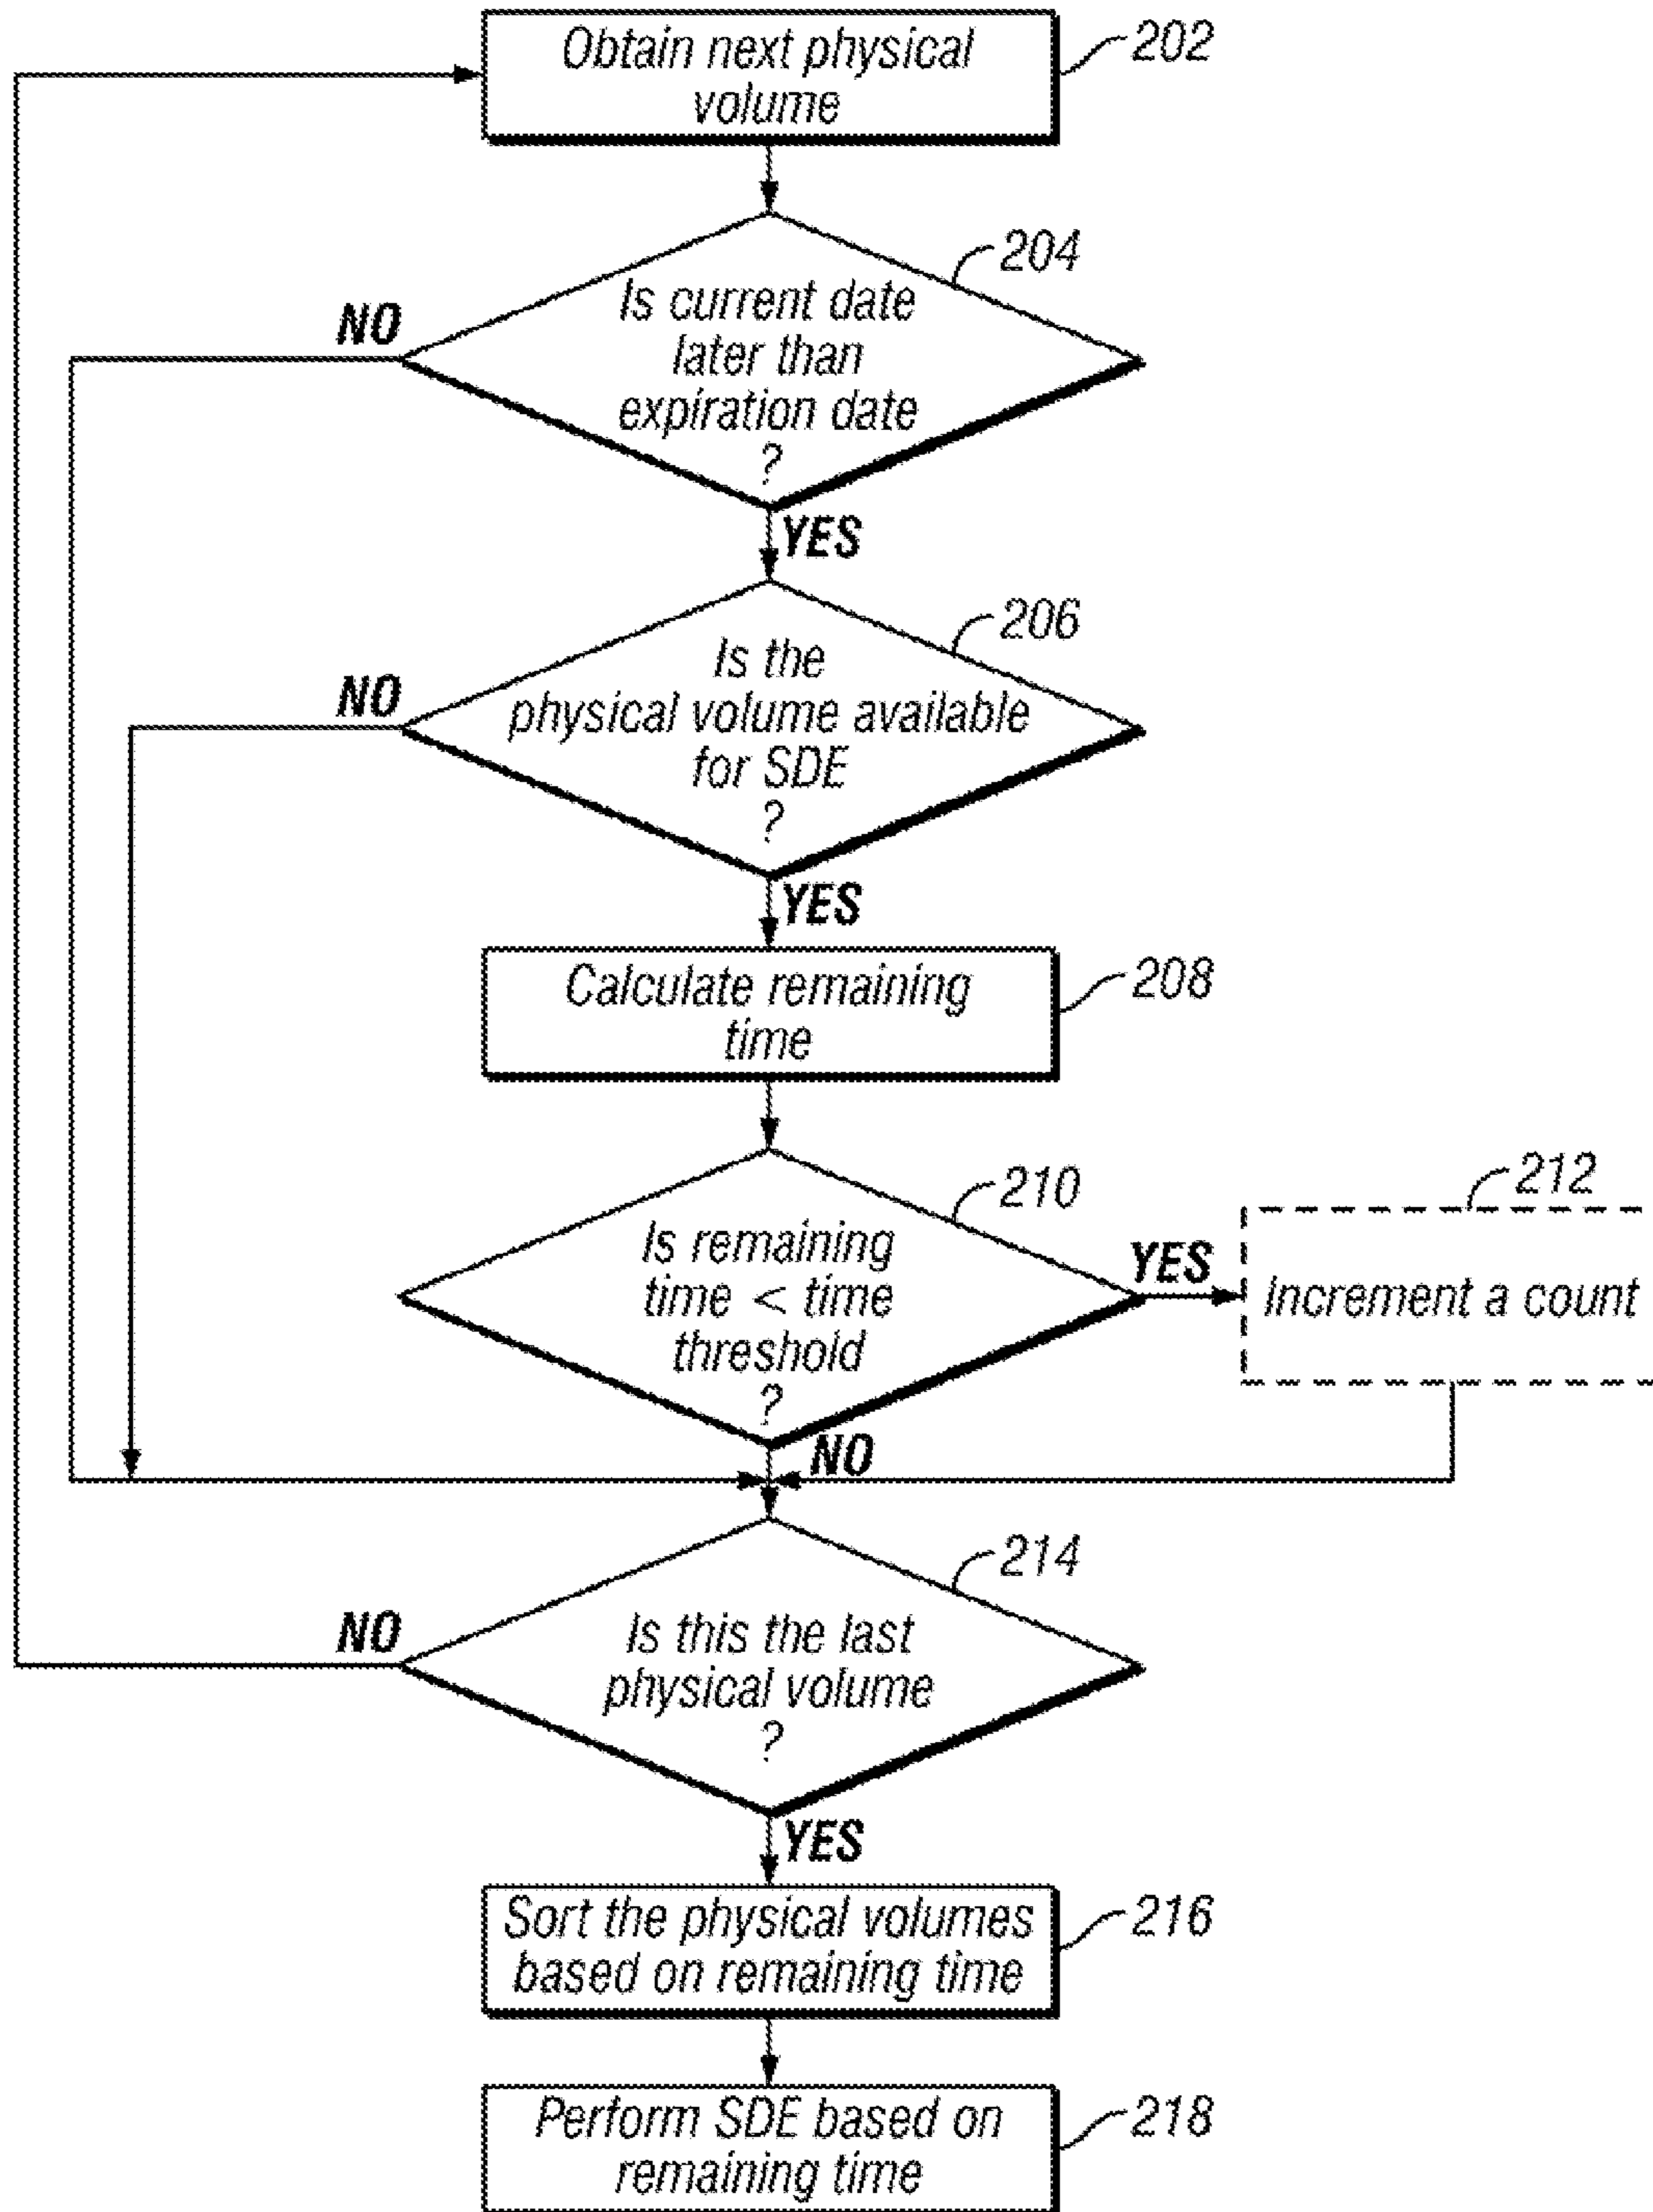 Obtain next physical
volume
202
204
Is current date
later than
expiration date
?
NO
YES
206
Is the
physical volume available
for SDE
?
NO
YES
Calculate remaining
time
208
210
Is remaining
time < time
threshold
?
YES
212
Increment a count
NO
214
Is this the last
physical volume
?
NO
YES
Sort the physical volumes
based on remaining time
216
Perform SDE based on
remaining time
218